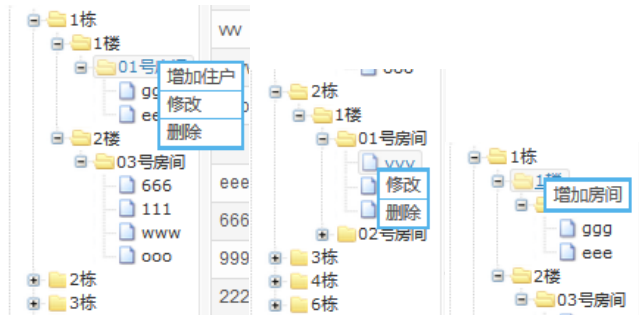 1栋
1楼
01号房间
增加住户
修改
删除
2楼
03号房间
666
111
www
ooo
2栋
3栋
vvv
eee
666
999
222
2栋
1楼
01号房间
vvv
修改
删除
02号房间
3栋
4栋
6栋
1栋
1楼
增加房间
ggg
eee
2楼
03号房间